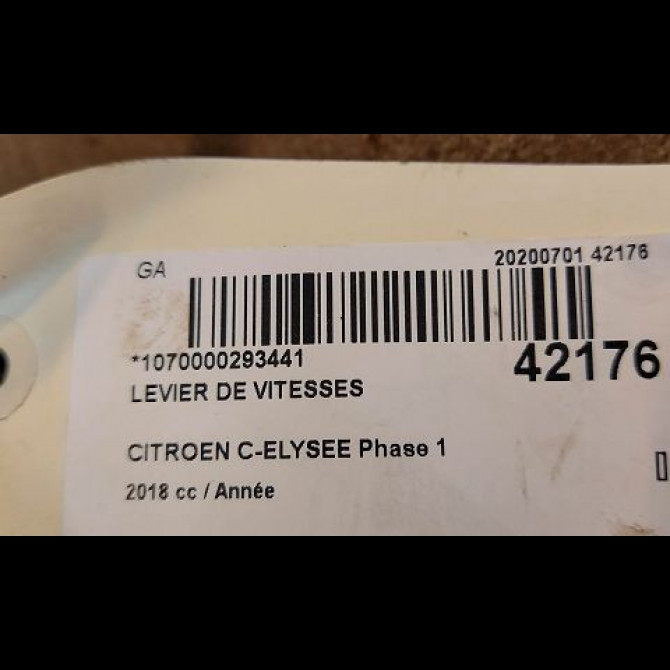 GA
20200701 42176
*1070000293441
42176
LEVIER DE VITESSES
CITROEN C-ELYSEE Phase 1
2018 cc / Année